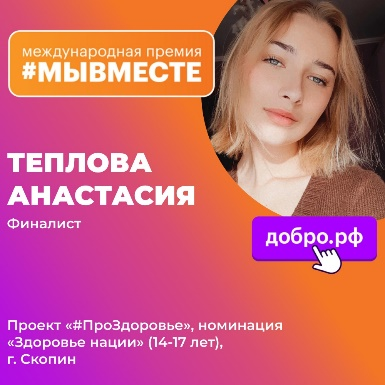 международная премия
#МЫВМЕСТЕ
ТЕПЛОВА
АНАСТАСИЯ
Финалист
добро.рф
Проект «#ПроЗдоровье», номинация
«Здоровье нации» (14-17 лет),
г. Скопин